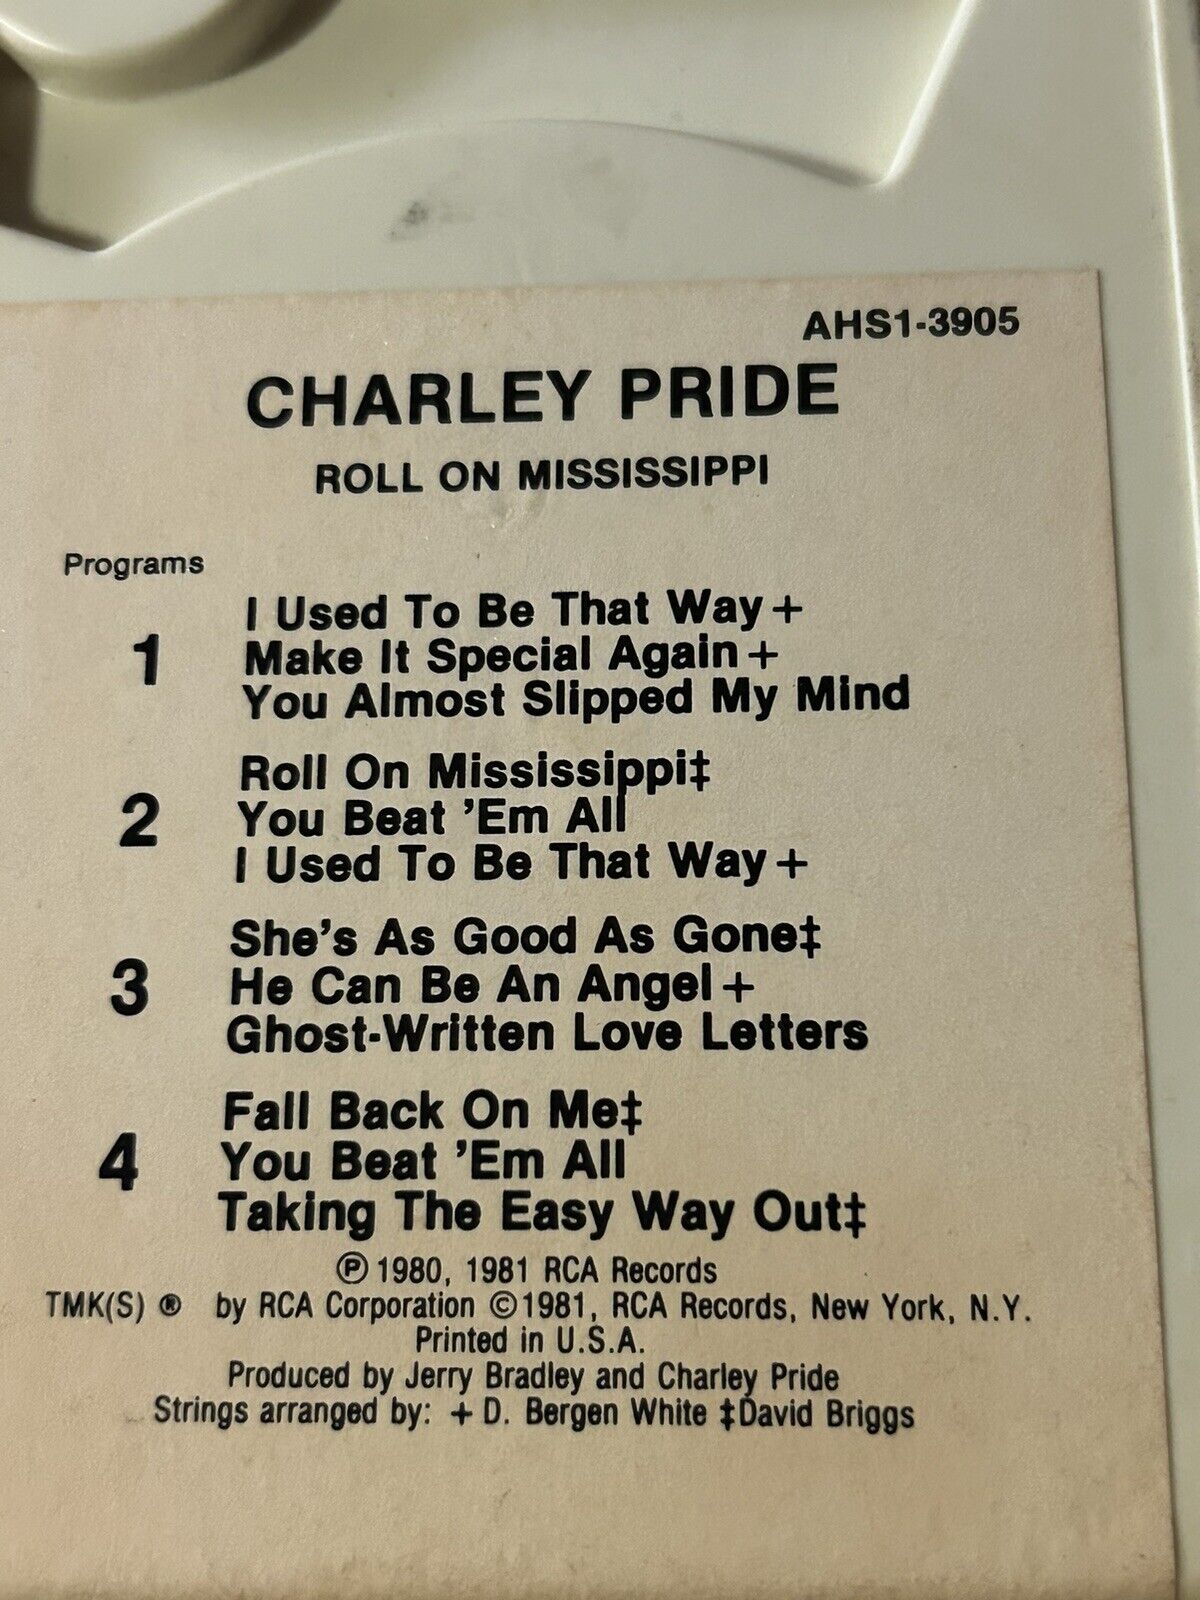 AHS1-3905
CHARLEY PRIDE
ROLL ON MISSISSIPPI
Programs
1
I Used To Be That Way+
Make It Special Again+
You Almost Slipped My Mind
2
Roll On Mississippi‡
You Beat 'Em All
I Used To Be That Way+
3
She's As Good As Gone‡
He Can Be An Angel+
Ghost-Written Love Letters
4
Fall Back On Me‡
You Beat 'Em All
Taking The Easy Way Out‡
℗ 1980, 1981 RCA Records
TMK(S) ® by RCA Corporation ©1981, RCA Records, New York, N.Y.
Printed in U.S.A.
Produced by Jerry Bradley and Charley Pride
Strings arranged by: + D. Bergen White ‡David Briggs